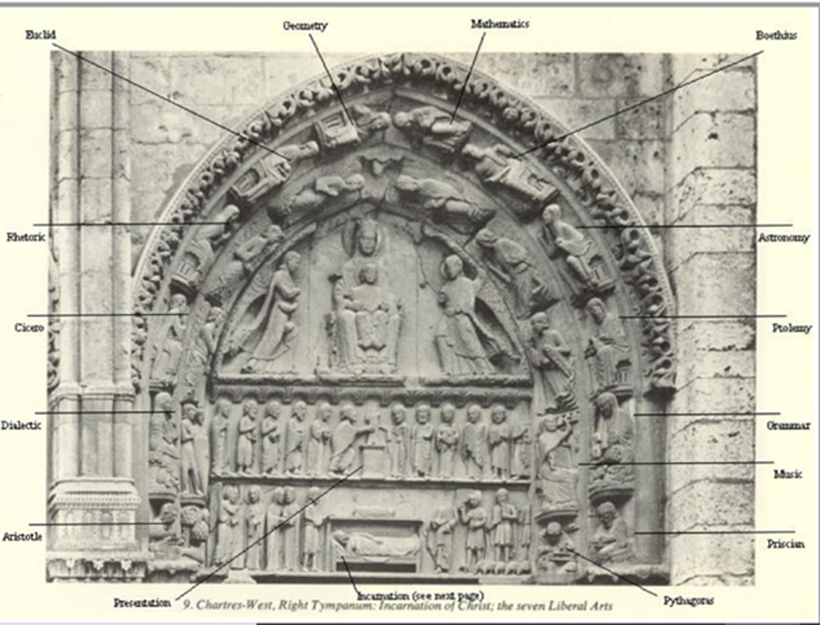 Geometry
Mathematics
Euclid
Boethius
Rhetoric
Astronomy
Cicero
Ptolemy
Dialectic
Grammar
Music
Aristotle
Priscian
Incarnation (see next page)
Presentation
9. Chartres-West, Right Tympanum: Incarnation of Christ; the seven Liberal Arts
Pythagoras